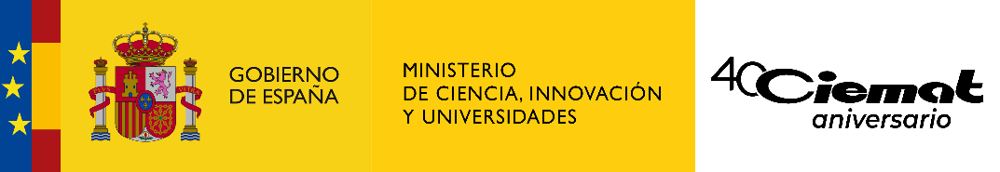 GOBIERNO
DE ESPAÑA
MINISTERIO
DE CIENCIA, INNOVACIÓN
Y UNIVERSIDADES
40 Ciemat
aniversario